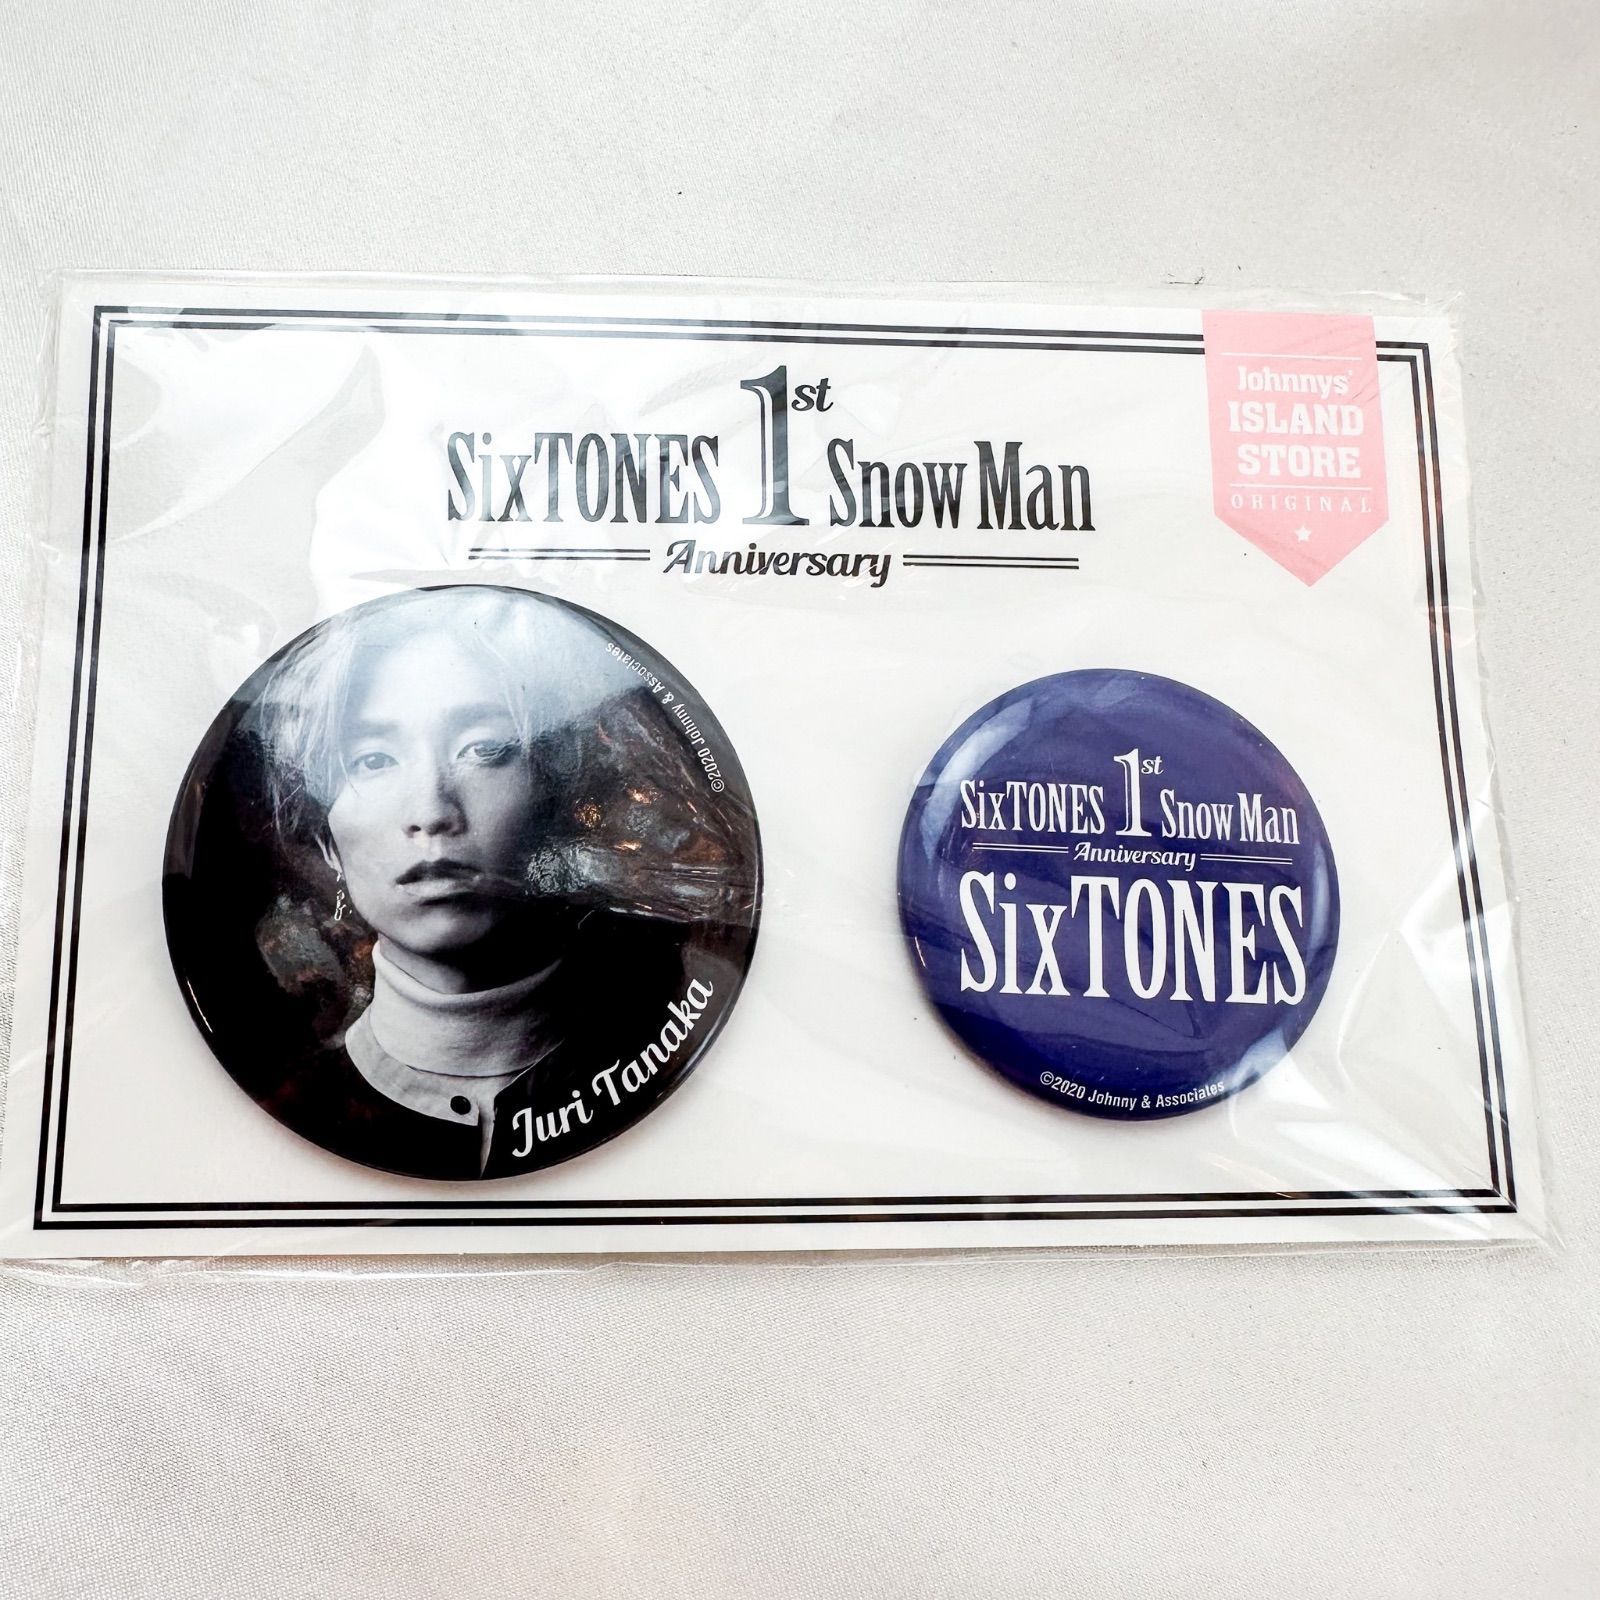 SixTONES 1st Snow Man
Anniversary
Johnnys'
ISLAND
STORE
ORIGINAL
©2020 Johnny & Associates
Juri Tanaka
SixTONES 1st Snow Man
Anniversary
SixTONES
©2020 Johnny & Associates